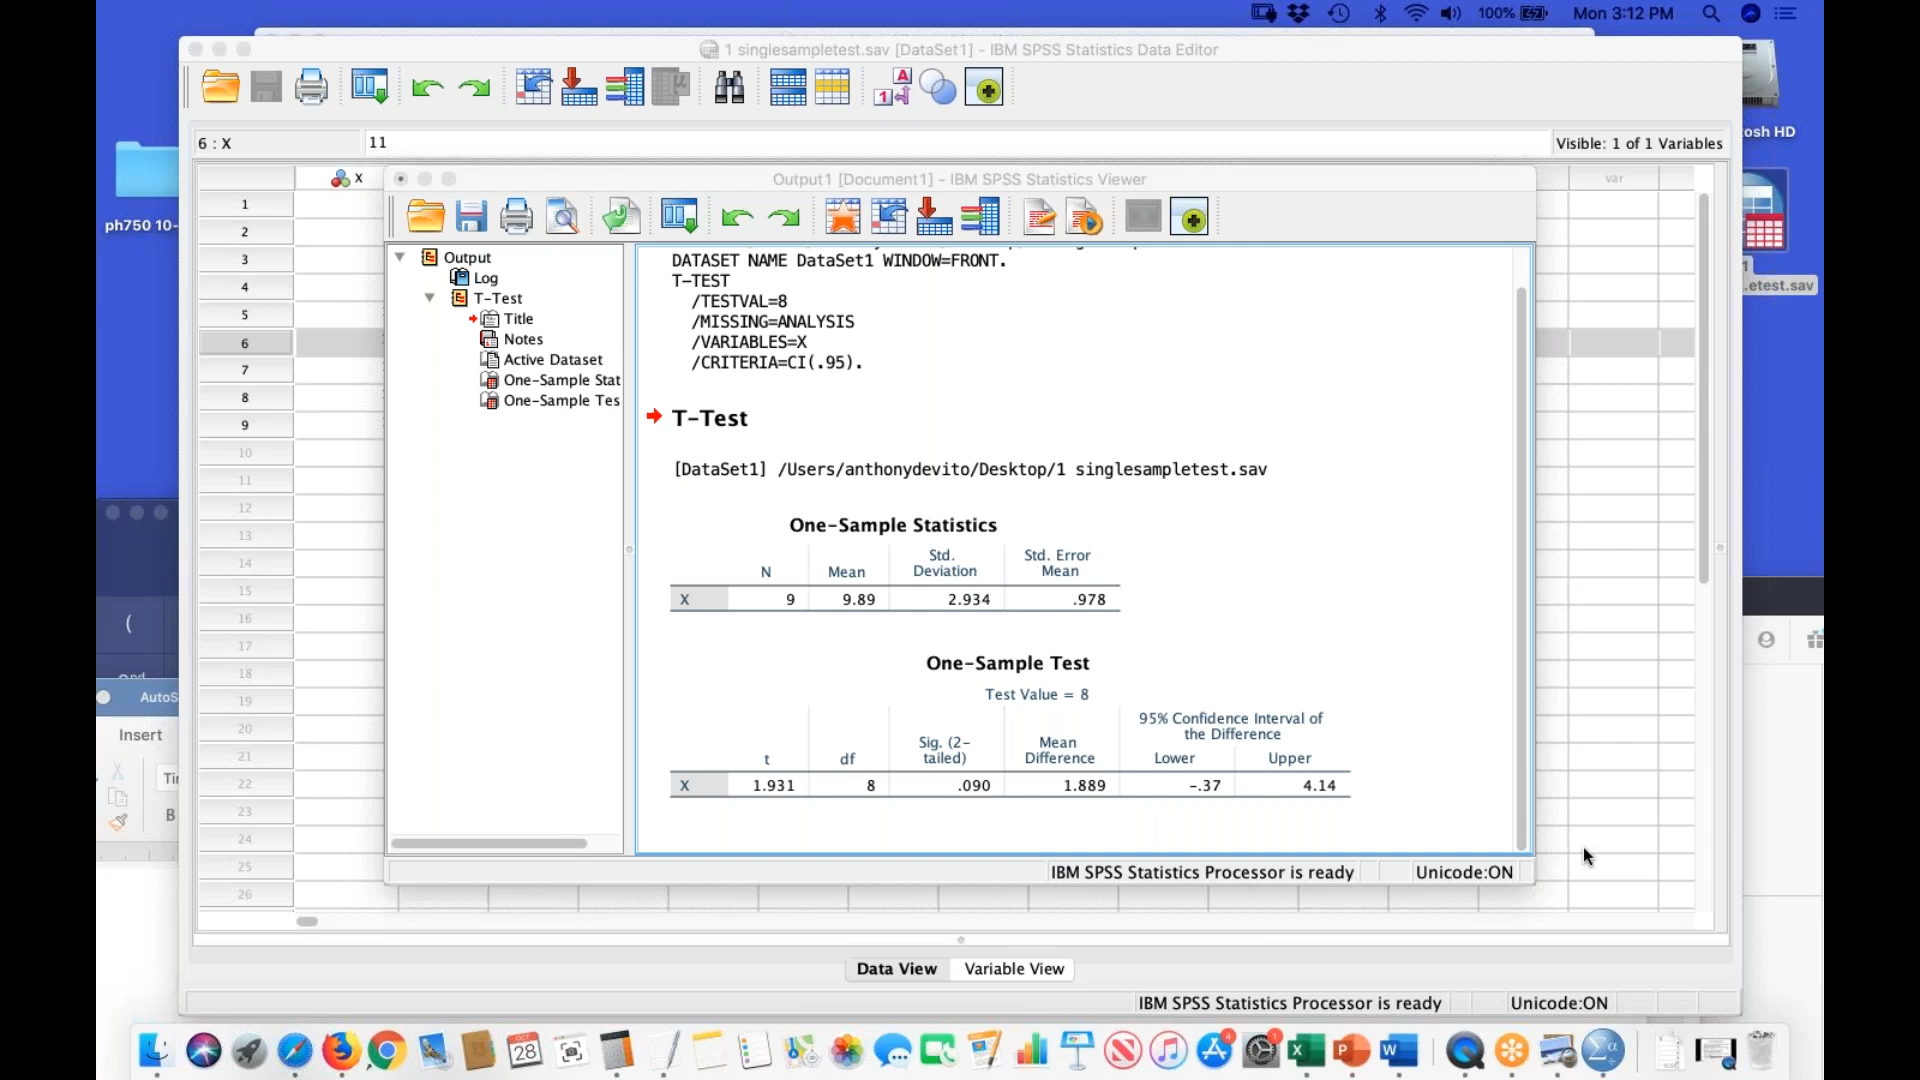 100% Mon 3:12 PM
1 singlesampletest.sav [DataSet1] - IBM SPSS Statistics Data Editor
6 : X 11 Visible: 1 of 1 Variables
X var
Output1 [Document1] - IBM SPSS Statistics Viewer
tosh HD
ph750 10-
1
.etest.sav
1
2
3
4
5
6
7
8
9
10
11
12
13
14
15
16
17
18
19
20
21
22
23
24
25
26
Output
Log
T-Test
Title
Notes
Active Dataset
One-Sample Stat
One-Sample Tes
DATASET NAME DataSet1 WINDOW=FRONT.
T-TEST
/TESTVAL=8
/MISSING=ANALYSIS
/VARIABLES=X
/CRITERIA=CI(.95).
T-Test
[DataSet1] /Users/anthonydevito/Desktop/1 singlesampletest.sav
One-Sample Statistics
N Mean Std. Deviation Std. Error Mean
X 9 9.89 2.934 .978
One-Sample Test
Test Value = 8
95% Confidence Interval of the Difference
t df Sig. (2-tailed) Mean Difference Lower Upper
X 1.931 8 .090 1.889 -.37 4.14
IBM SPSS Statistics Processor is ready Unicode:ON
(
AutoS
Insert
Tir
B
Data View Variable View
IBM SPSS Statistics Processor is ready Unicode:ON
OCT
28
4
1